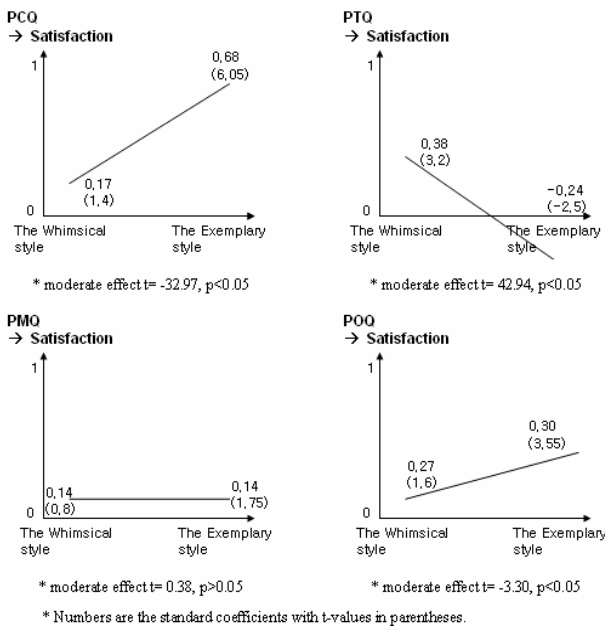 PCQ
→ Satisfaction
1
0,68
(6,05)
0,17
(1,4)
0
The Whimsical style
The Exemplary style
* moderate effect t= -32.97, p<0.05
PTQ
→ Satisfaction
1
0,38
(3,2)
-0,24
(-2,5)
0
The Whimsical style
The Exemplary style
* moderate effect t= 42.94, p<0.05
PMQ
→ Satisfaction
1
0,14
(0,8)
0,14
(1,75)
0
The Whimsical style
The Exemplary style
* moderate effect t= 0.38, p>0.05
POQ
→ Satisfaction
1
0,30
(3,55)
0,27
(1,6)
0
The Whimsical style
The Exemplary style
* moderate effect t= -3.30, p<0.05
* Numbers are the standard coefficients with t-values in parentheses.